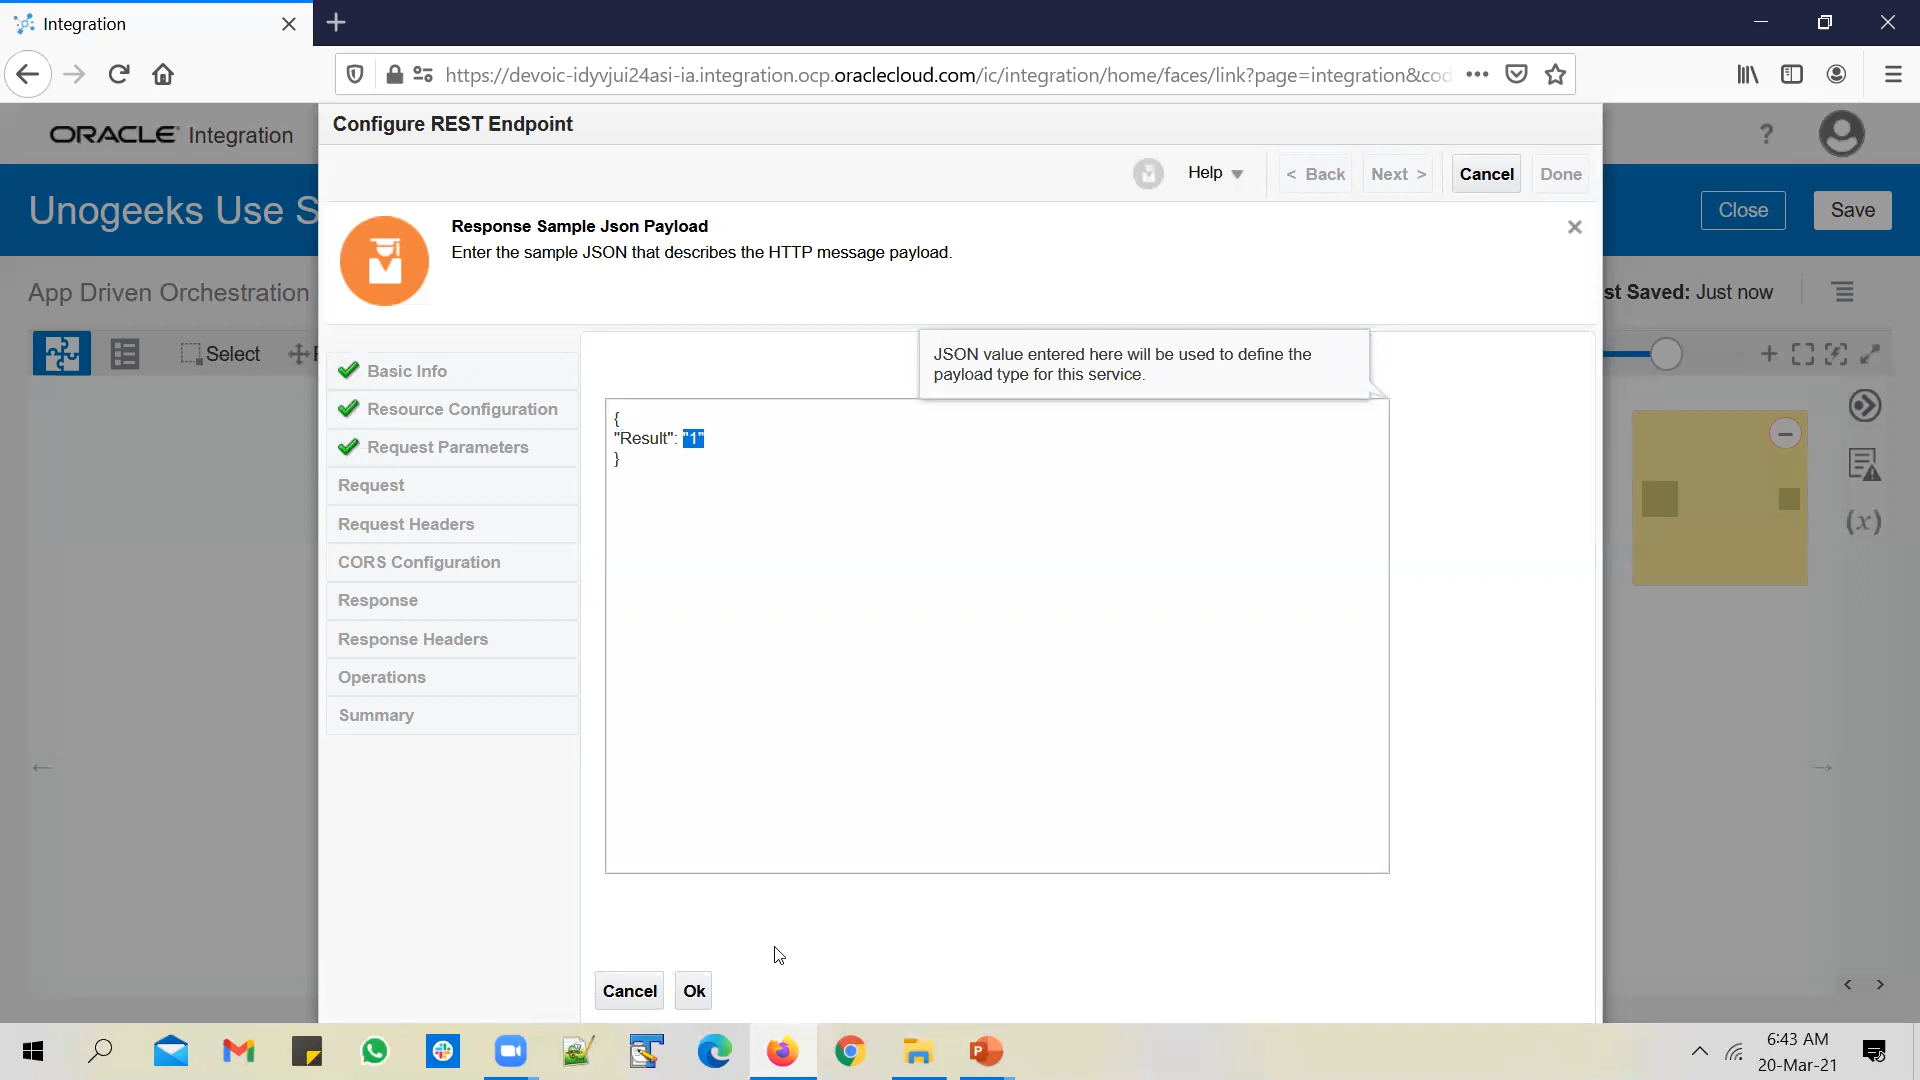 Integration
https://devoic-idyvjui24asi-ia.integration.ocp.oraclecloud.com/ic/integration/home/faces/link?page=integration&cod
ORACLE Integration
?
Configure REST Endpoint
Help
< Back
Next >
Cancel
Done
Unogeeks Use S
Close
Save
Response Sample Json Payload
Enter the sample JSON that describes the HTTP message payload.
App Driven Orchestration
st Saved: Just now
Select
JSON value entered here will be used to define the
payload type for this service.
Basic Info
Resource Configuration
Request Parameters
Request
Request Headers
CORS Configuration
Response
Response Headers
Operations
Summary
{
"Result": "1"
}
(x)
Cancel
Ok
6:43 AM
20-Mar-21